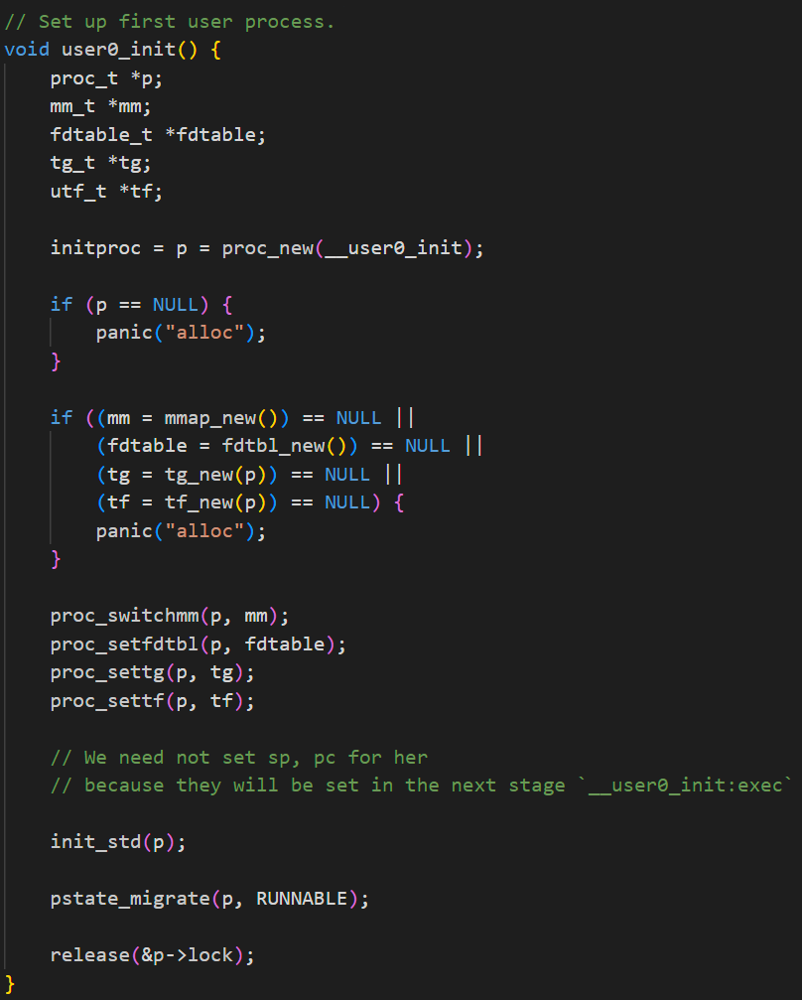 // Set up first user process.
void user0_init() {
    proc_t *p;
    mm_t *mm;
    fdtable_t *fdtable;
    tg_t *tg;
    utf_t *tf;

    initproc = p = proc_new(__user0_init);

    if (p == NULL) {
        panic("alloc");
    }

    if ((mm = mmap_new()) == NULL ||
        (fdtable = fdtbl_new()) == NULL ||
        (tg = tg_new(p)) == NULL ||
        (tf = tf_new(p)) == NULL) {
        panic("alloc");
    }

    proc_switchmm(p, mm);
    proc_setfdtbl(p, fdtable);
    proc_settg(p, tg);
    proc_settf(p, tf);

    // We need not set sp, pc for her
    // because they will be set in the next stage `__user0_init:exec`

    init_std(p);

    pstate_migrate(p, RUNNABLE);

    release(&p->lock);
}